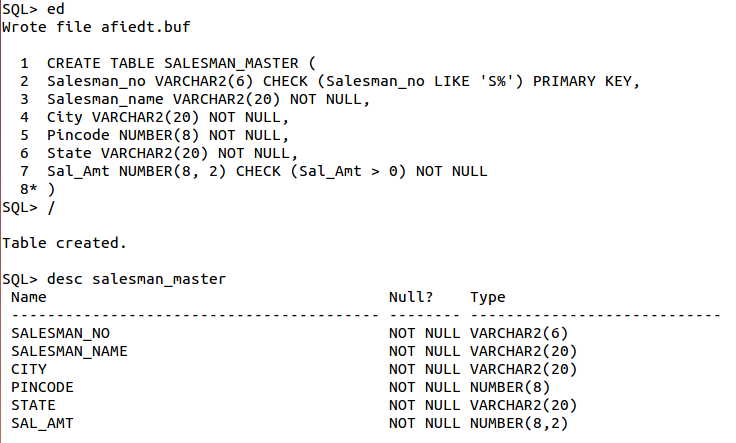 SQL> ed
Wrote file afiedt.buf
1 CREATE TABLE SALESMAN_MASTER (
2 Salesman_no VARCHAR2(6) CHECK (Salesman_no LIKE 'S%') PRIMARY KEY,
3 Salesman_name VARCHAR2(20) NOT NULL,
4 City VARCHAR2(20) NOT NULL,
5 Pincode NUMBER(8) NOT NULL,
6 State VARCHAR2(20) NOT NULL,
7 Sal_Amt NUMBER(8, 2) CHECK (Sal_Amt > 0) NOT NULL
8* )
SQL> /
Table created.
SQL> desc salesman_master
Name Null? Type
----------------------------------------- -------- ----------------------------
SALESMAN_NO NOT NULL VARCHAR2(6)
SALESMAN_NAME NOT NULL VARCHAR2(20)
CITY NOT NULL VARCHAR2(20)
PINCODE NOT NULL NUMBER(8)
STATE NOT NULL VARCHAR2(20)
SAL_AMT NOT NULL NUMBER(8,2)